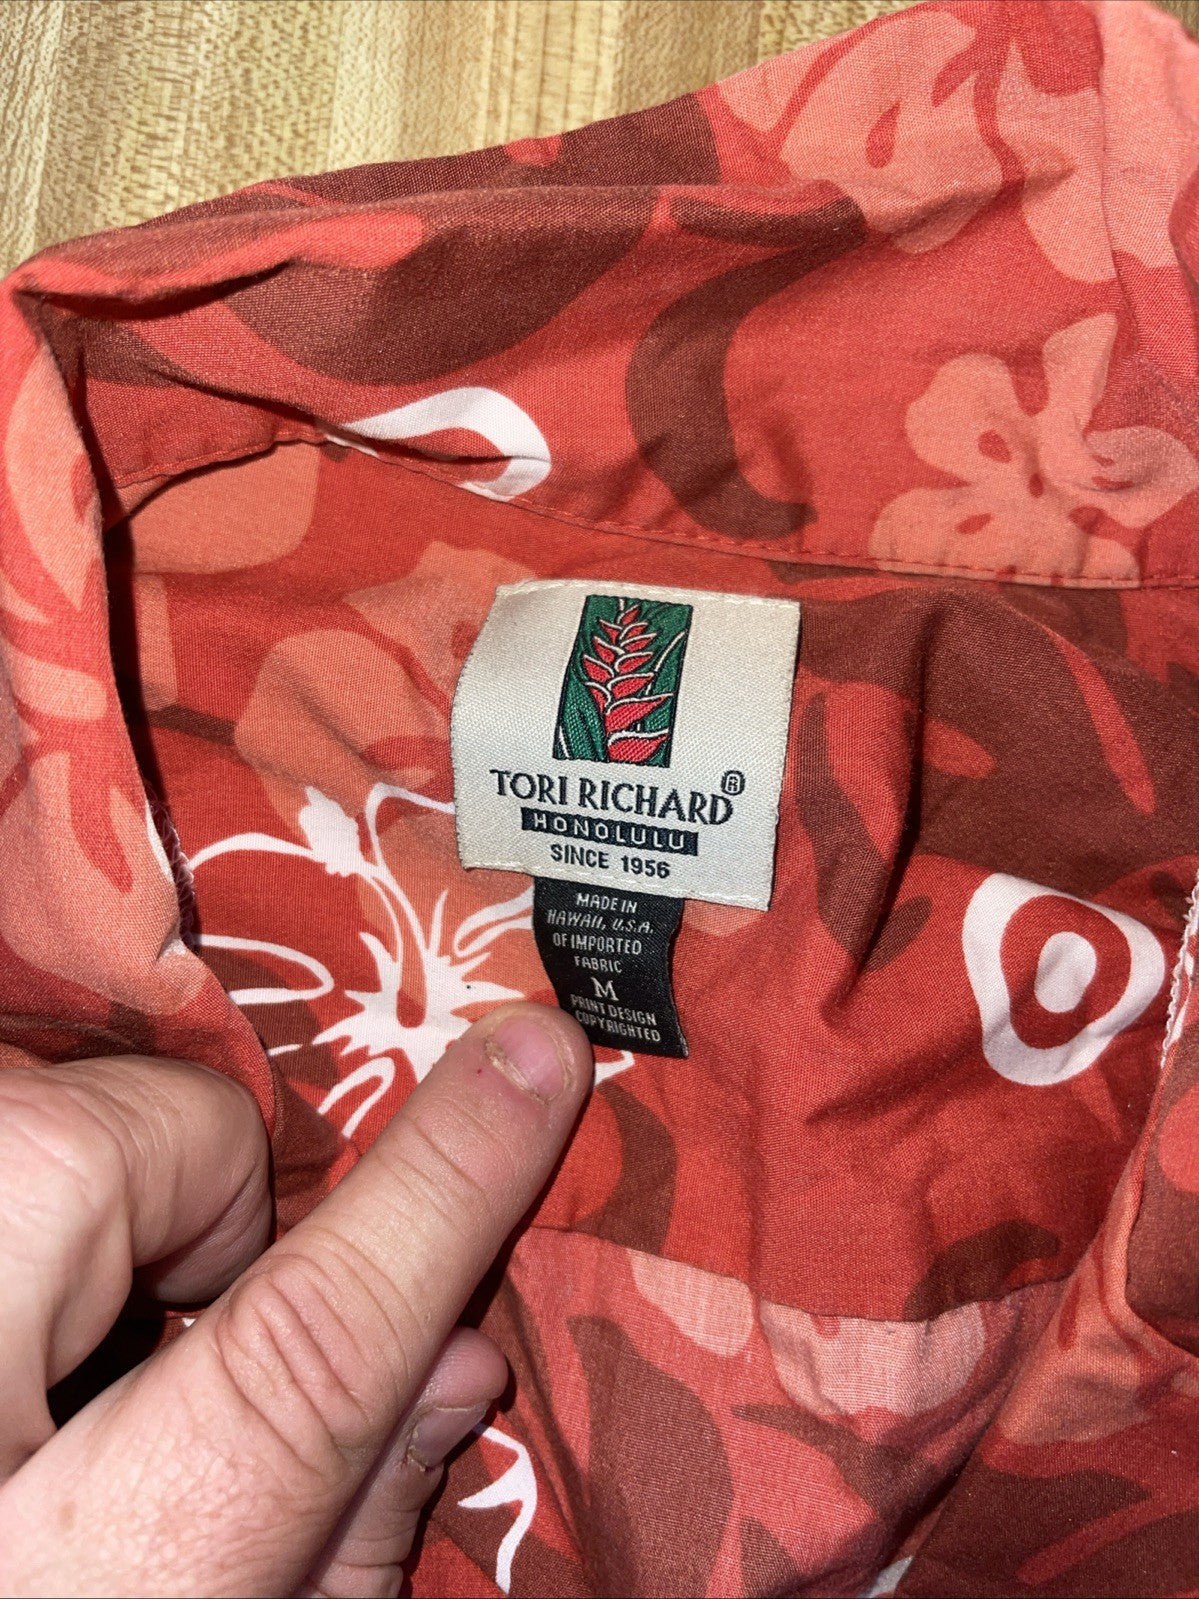 TORI RICHARD®
HONOLULU
SINCE 1956
MADE IN
HAWAII, U.S.A.
OF IMPORTED
FABRIC
M
PRINT DESIGN
COPYRIGHTED